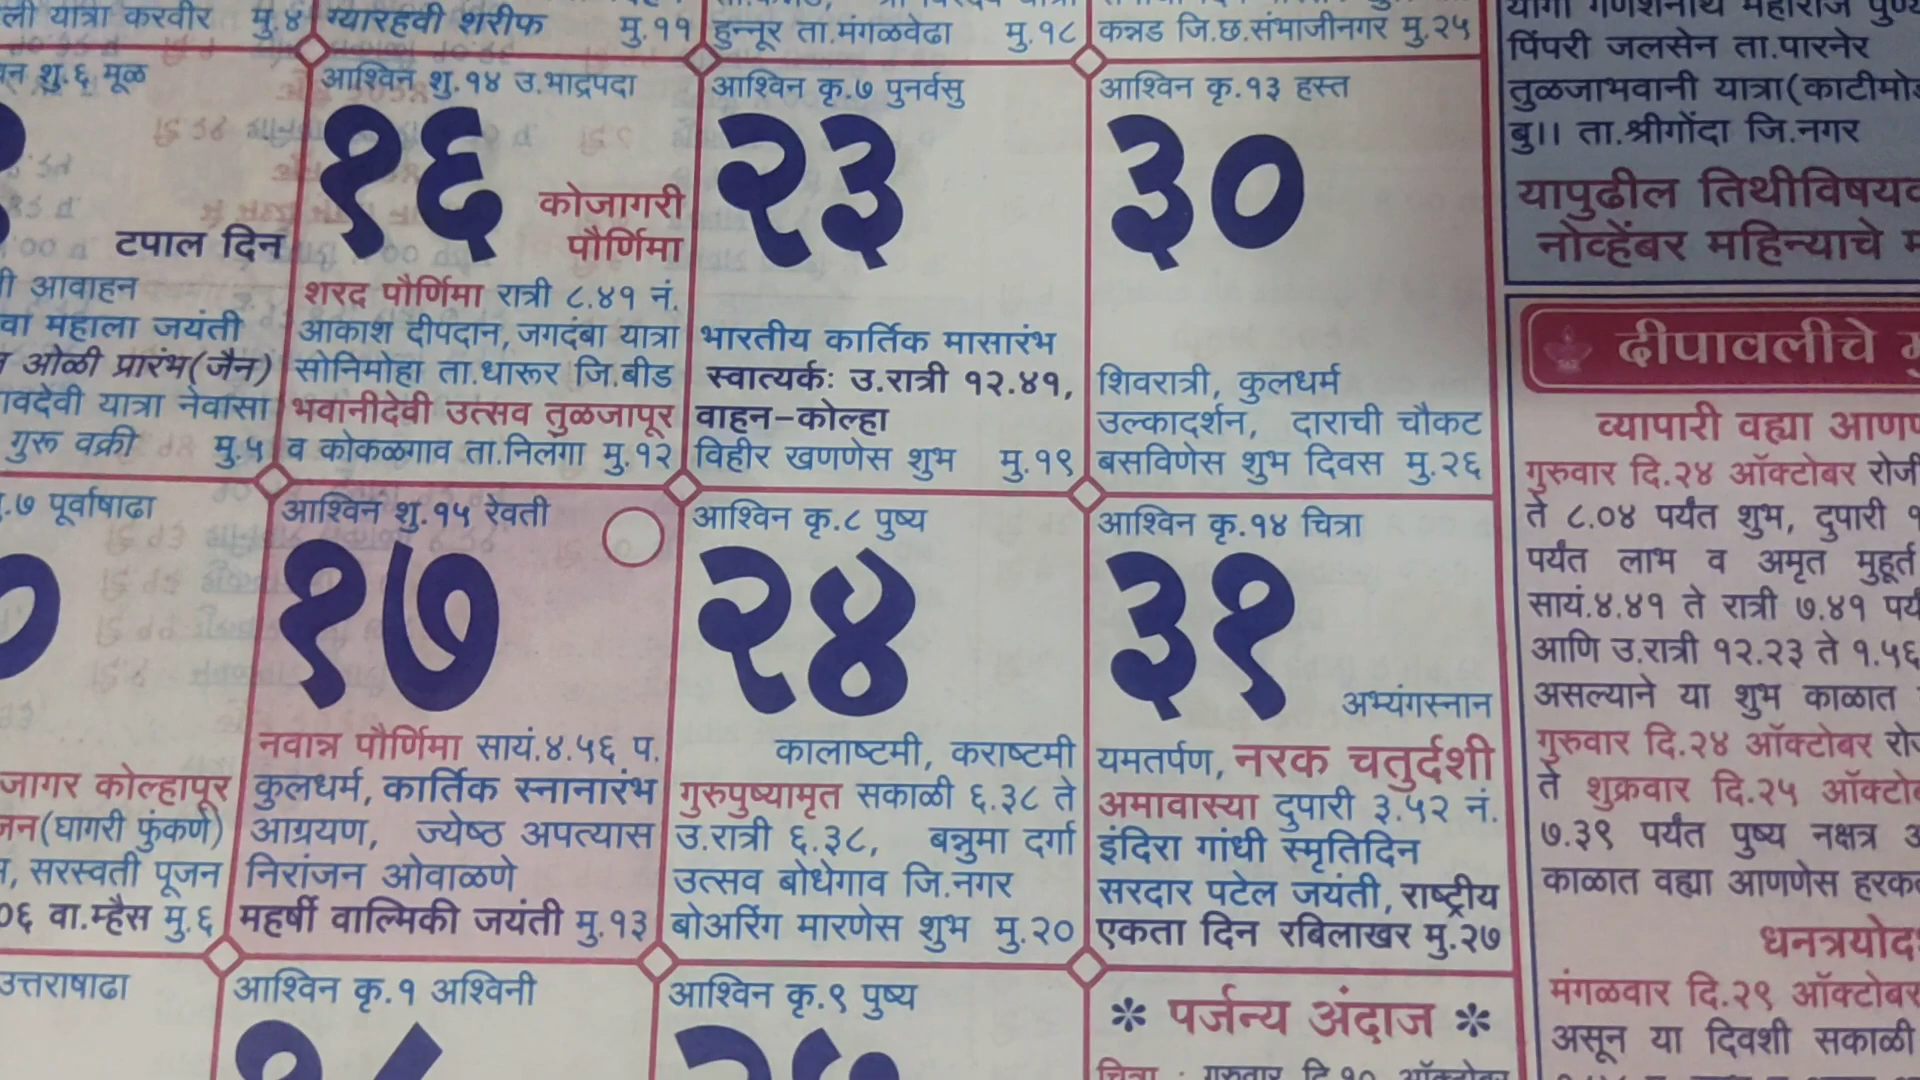 ली यात्रा करवीर मु.४
ग्यारहवी शरीफ मु.११
हुन्नूर ता.मंगळवेढा मु.१८
कन्नड जि.छ.संभाजीनगर मु.२५
शु.६ मूळ
टपाल दिन
आवाहन
महाला जयंती
ओळी प्रारंभ(जैन)
यात्रा नेवासा
गुरू वक्री मु.५
आश्विन शु.१४ उ.भाद्रपदा
१६
कोजागरी
पौर्णिमा
शरद पौर्णिमा रात्री ८.४१ नं.
आकाश दीपदान, जगदंबा यात्रा
सोनिमोहा ता.धारूर जि.बीड
भवानीदेवी उत्सव तुळजापूर
व कोकळगाव ता.निलंगा मु.१२
आश्विन कृ.७ पुनर्वसु
२३
भारतीय कार्तिक मासारंभ
स्वात्यर्कः उ.रात्री १२.४१,
वाहन-कोल्हा
विहीर खणणेस शुभ मु.१९
आश्विन कृ.१३ हस्त
३०
शिवरात्री, कुलधर्म
उल्कादर्शन, दाराची चौकट
बसविणेस शुभ दिवस मु.२६
७ पूर्वाषाढा
जागर कोल्हापूर
(घागरी फुंकणे)
सरस्वती पूजन
०६ वा.म्हैस मु.६
आश्विन शु.१५ रेवती
१७
नवान्न पौर्णिमा सायं.४.५६ प.
कुलधर्म, कार्तिक स्नानारंभ
आग्रयण, ज्येष्ठ अपत्यास
निरांजन ओवाळणे
महर्षी वाल्मिकी जयंती मु.१३
आश्विन कृ.८ पुष्य
२४
कालाष्टमी, कराष्टमी
गुरुपुष्यामृत सकाळी ६.३८ ते
उ.रात्री ६.३८, बन्नुमा दर्गा
उत्सव बोधेगाव जि.नगर
बोअरिंग मारणेस शुभ मु.२०
आश्विन कृ.१४ चित्रा
३१
अभ्यंगस्नान
यमतर्पण, नरक चतुर्दशी
अमावास्या दुपारी ३.५२ नं.
इंदिरा गांधी स्मृतिदिन
सरदार पटेल जयंती, राष्ट्रीय
एकता दिन रबिलाखर मु.२७
उत्तराषाढा
आश्विन कृ.१ अश्विनी
आश्विन कृ.९ पुष्य
* पर्जन्य अंदाज *
पिंपरी जलसेन ता.पारनेर
तुळजाभवानी यात्रा
बु।। ता.श्रीगोंदा जि.नगर
यापुढील
नोव्हेंबर महिन्याचे
दीपावलीचे
व्यापारी वह्या
गुरुवार दि.२४ ऑक्टोबर
ते ८.०४ पर्यंत शुभ, दुपारी
पर्यंत लाभ व अमृत मुहूर्त
सायं.४.४१ ते रात्री ७.४१
आणि उ.रात्री १२.२३ ते १.५६
असल्याने या शुभ काळात
गुरुवार दि.२४ ऑक्टोबर
ते शुक्रवार दि.२५
७.३९ पर्यंत पुष्य नक्षत्र
काळात वह्या आणणेस
मंगळवार दि.२९ ऑक्टोबर
असून या दिवशी सकाळी